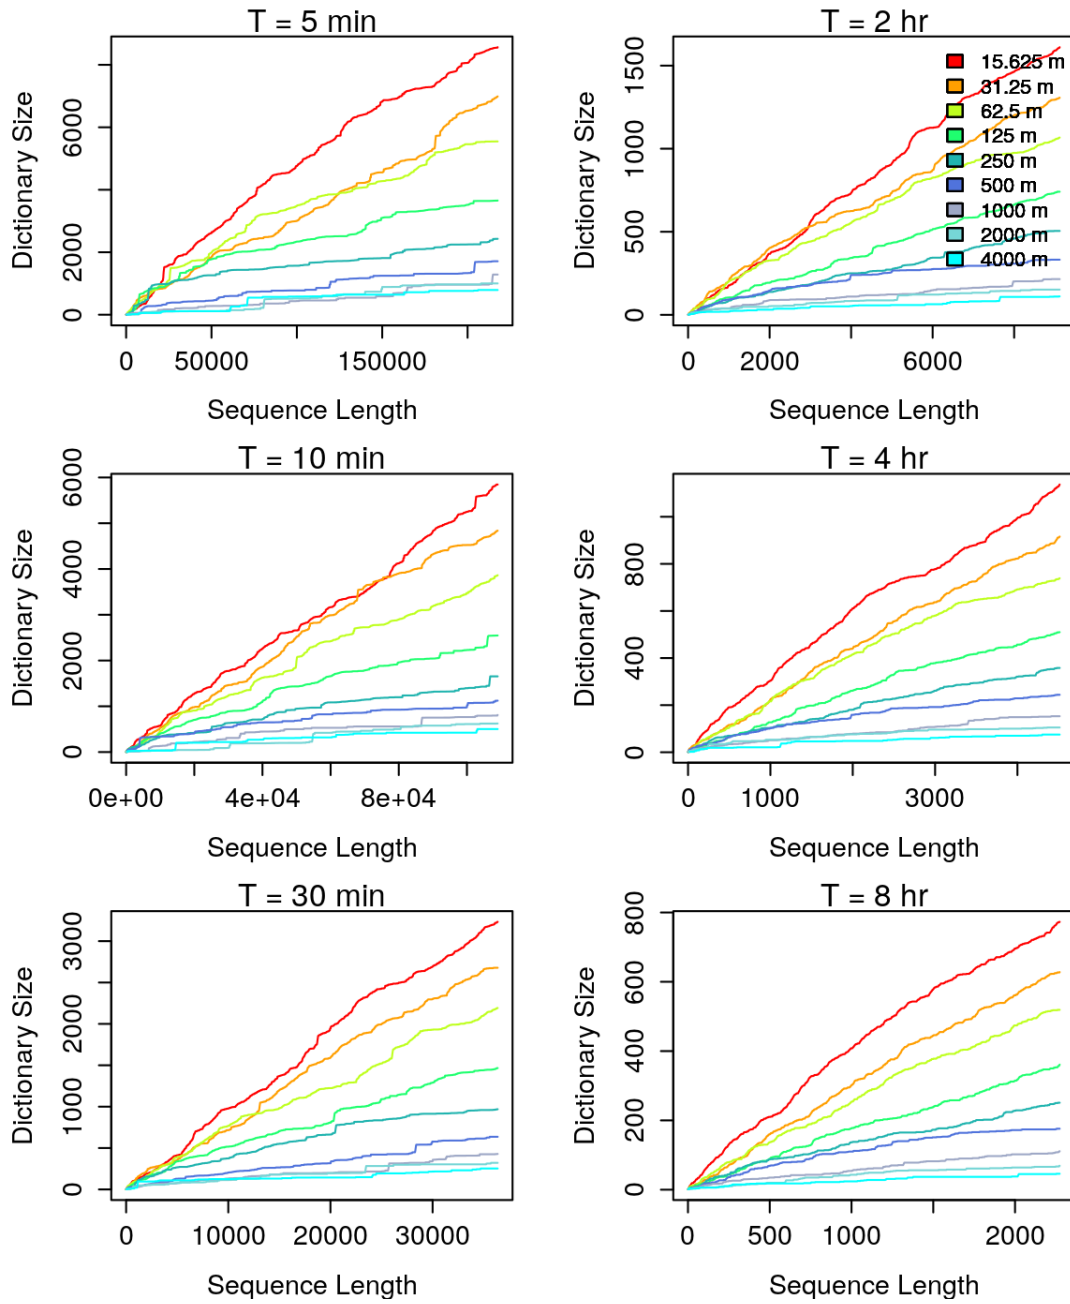 T = 5 min
Dictionary Size
6000
2000
0
0 50000 150000
Sequence Length
T = 2 hr
Dictionary Size
1500
1000
500
0
15.625 m
31.25 m
62.5 m
125 m
250 m
500 m
1000 m
2000 m
4000 m
0 2000 6000
Sequence Length
T = 10 min
Dictionary Size
6000
4000
2000
0
0e+00 4e+04 8e+04
Sequence Length
T = 4 hr
Dictionary Size
800
400
0
0 1000 3000
Sequence Length
T = 30 min
Dictionary Size
3000
2000
1000
0
0 10000 20000 30000
Sequence Length
T = 8 hr
Dictionary Size
800
600
400
200
0
0 500 1000 2000
Sequence Length